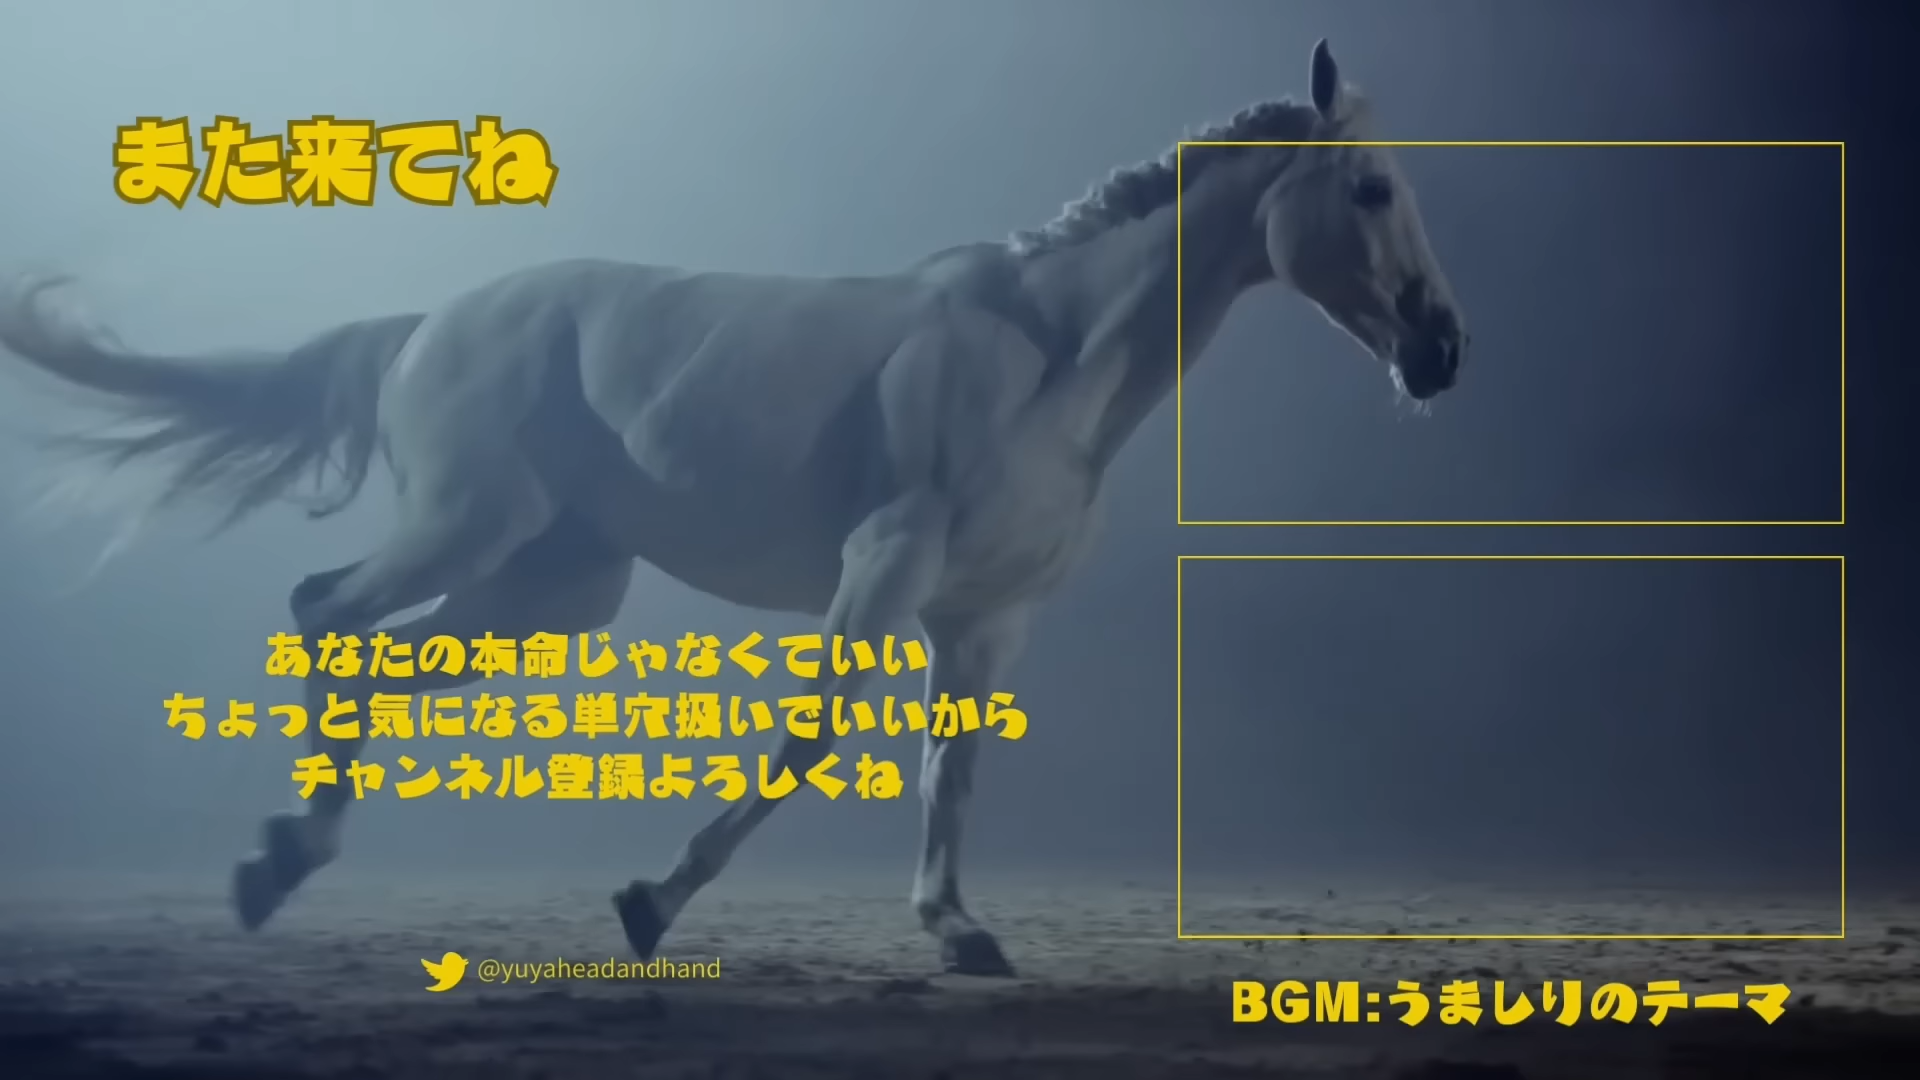 また来てね
あなたの本命じゃなくていい
ちょっと気になる単穴扱いでいいから
チャンネル登録よろしくね
@yuyaheadandhand
BGM:うましりのテーマ